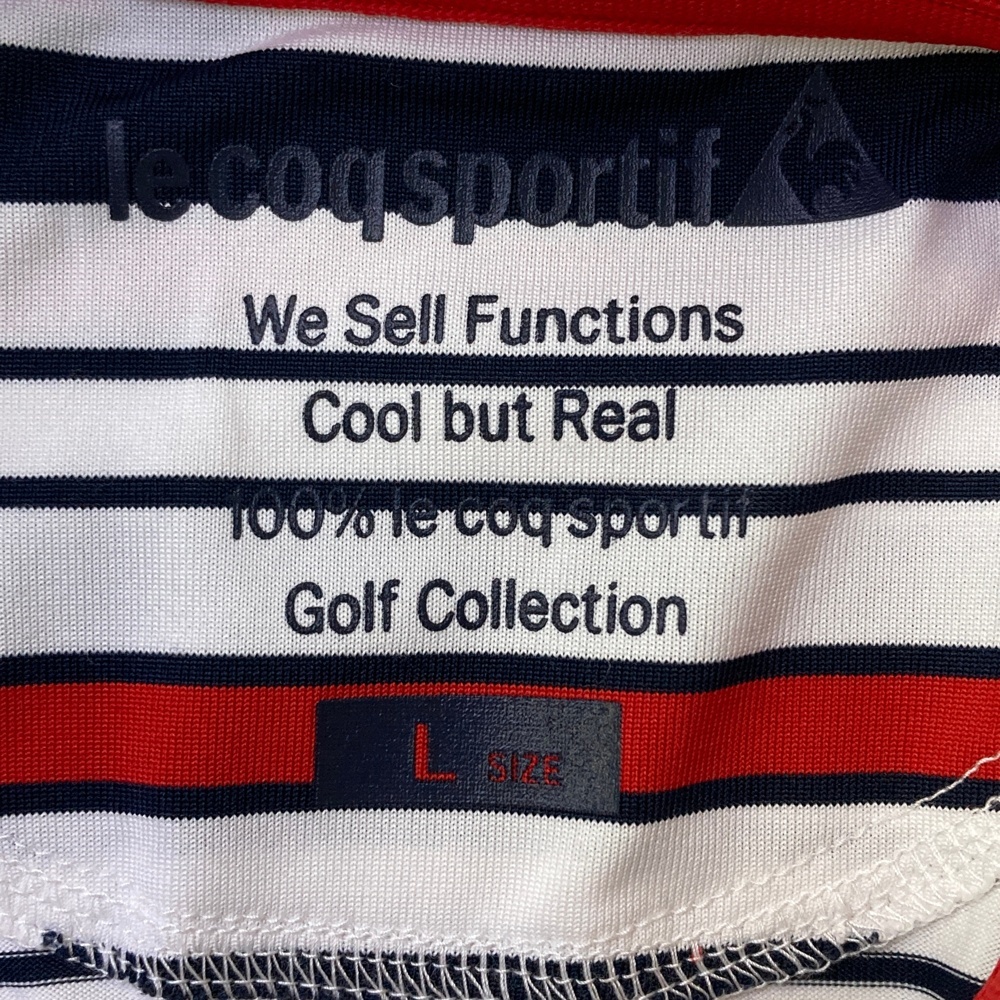 le coq sportif
We Sell Functions
Cool but Real
100% le coq sportif
Golf Collection
L SIZE